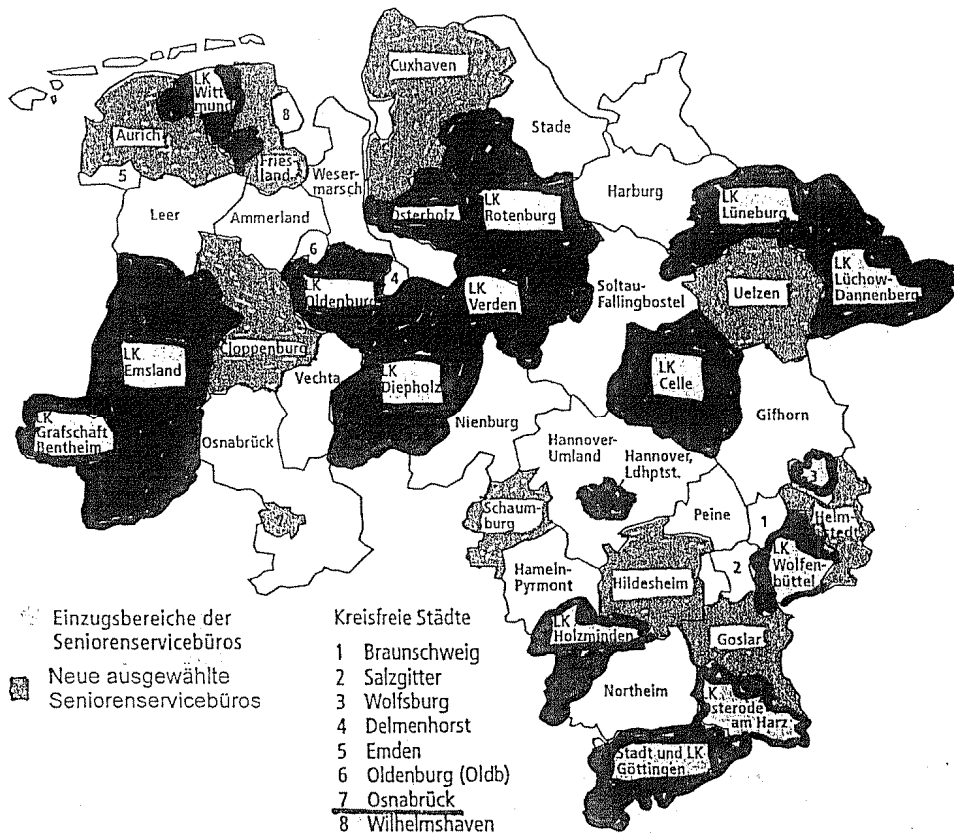 Cuxhaven
LK
Witt
mund
8
Stade
Aurich
Fries-
land
5
Weser-
marsch
Harburg
LK
Lüneburg
Osterholz
LK
Rotenburg
Leer
Ammerland
6
4
LK
Oldenburg
LK
Verden
Soltau-
Fallingbostel
Uelzen
LK
Lüchow-
Dannenberg
LK
Emsland
Cloppenburg
Vechta
LK
Diepholz
LK
Celle
Gifhorn
LK
Grafschaft
Bentheim
Osnabrück
Nienburg
Hannover-
Umland
Hannover,
Ldhptst.
3
Schaum-
burg
Peine
1
Helm-
stedt
7
Hameln-
Pyrmont
Hildesheim
2
LK
Wolfen-
büttel
LK
Holzminden
Goslar
Northeim
LK
Osterode
am Harz
Stadt und LK
Göttingen
Einzugsbereiche der
Seniorenservicebüros
Neue ausgewählte
Seniorenservicebüros
Kreisfreie Städte
1 Braunschweig
2 Salzgitter
3 Wolfsburg
4 Delmenhorst
5 Emden
6 Oldenburg (Oldb)
7 Osnabrück
8 Wilhelmshaven